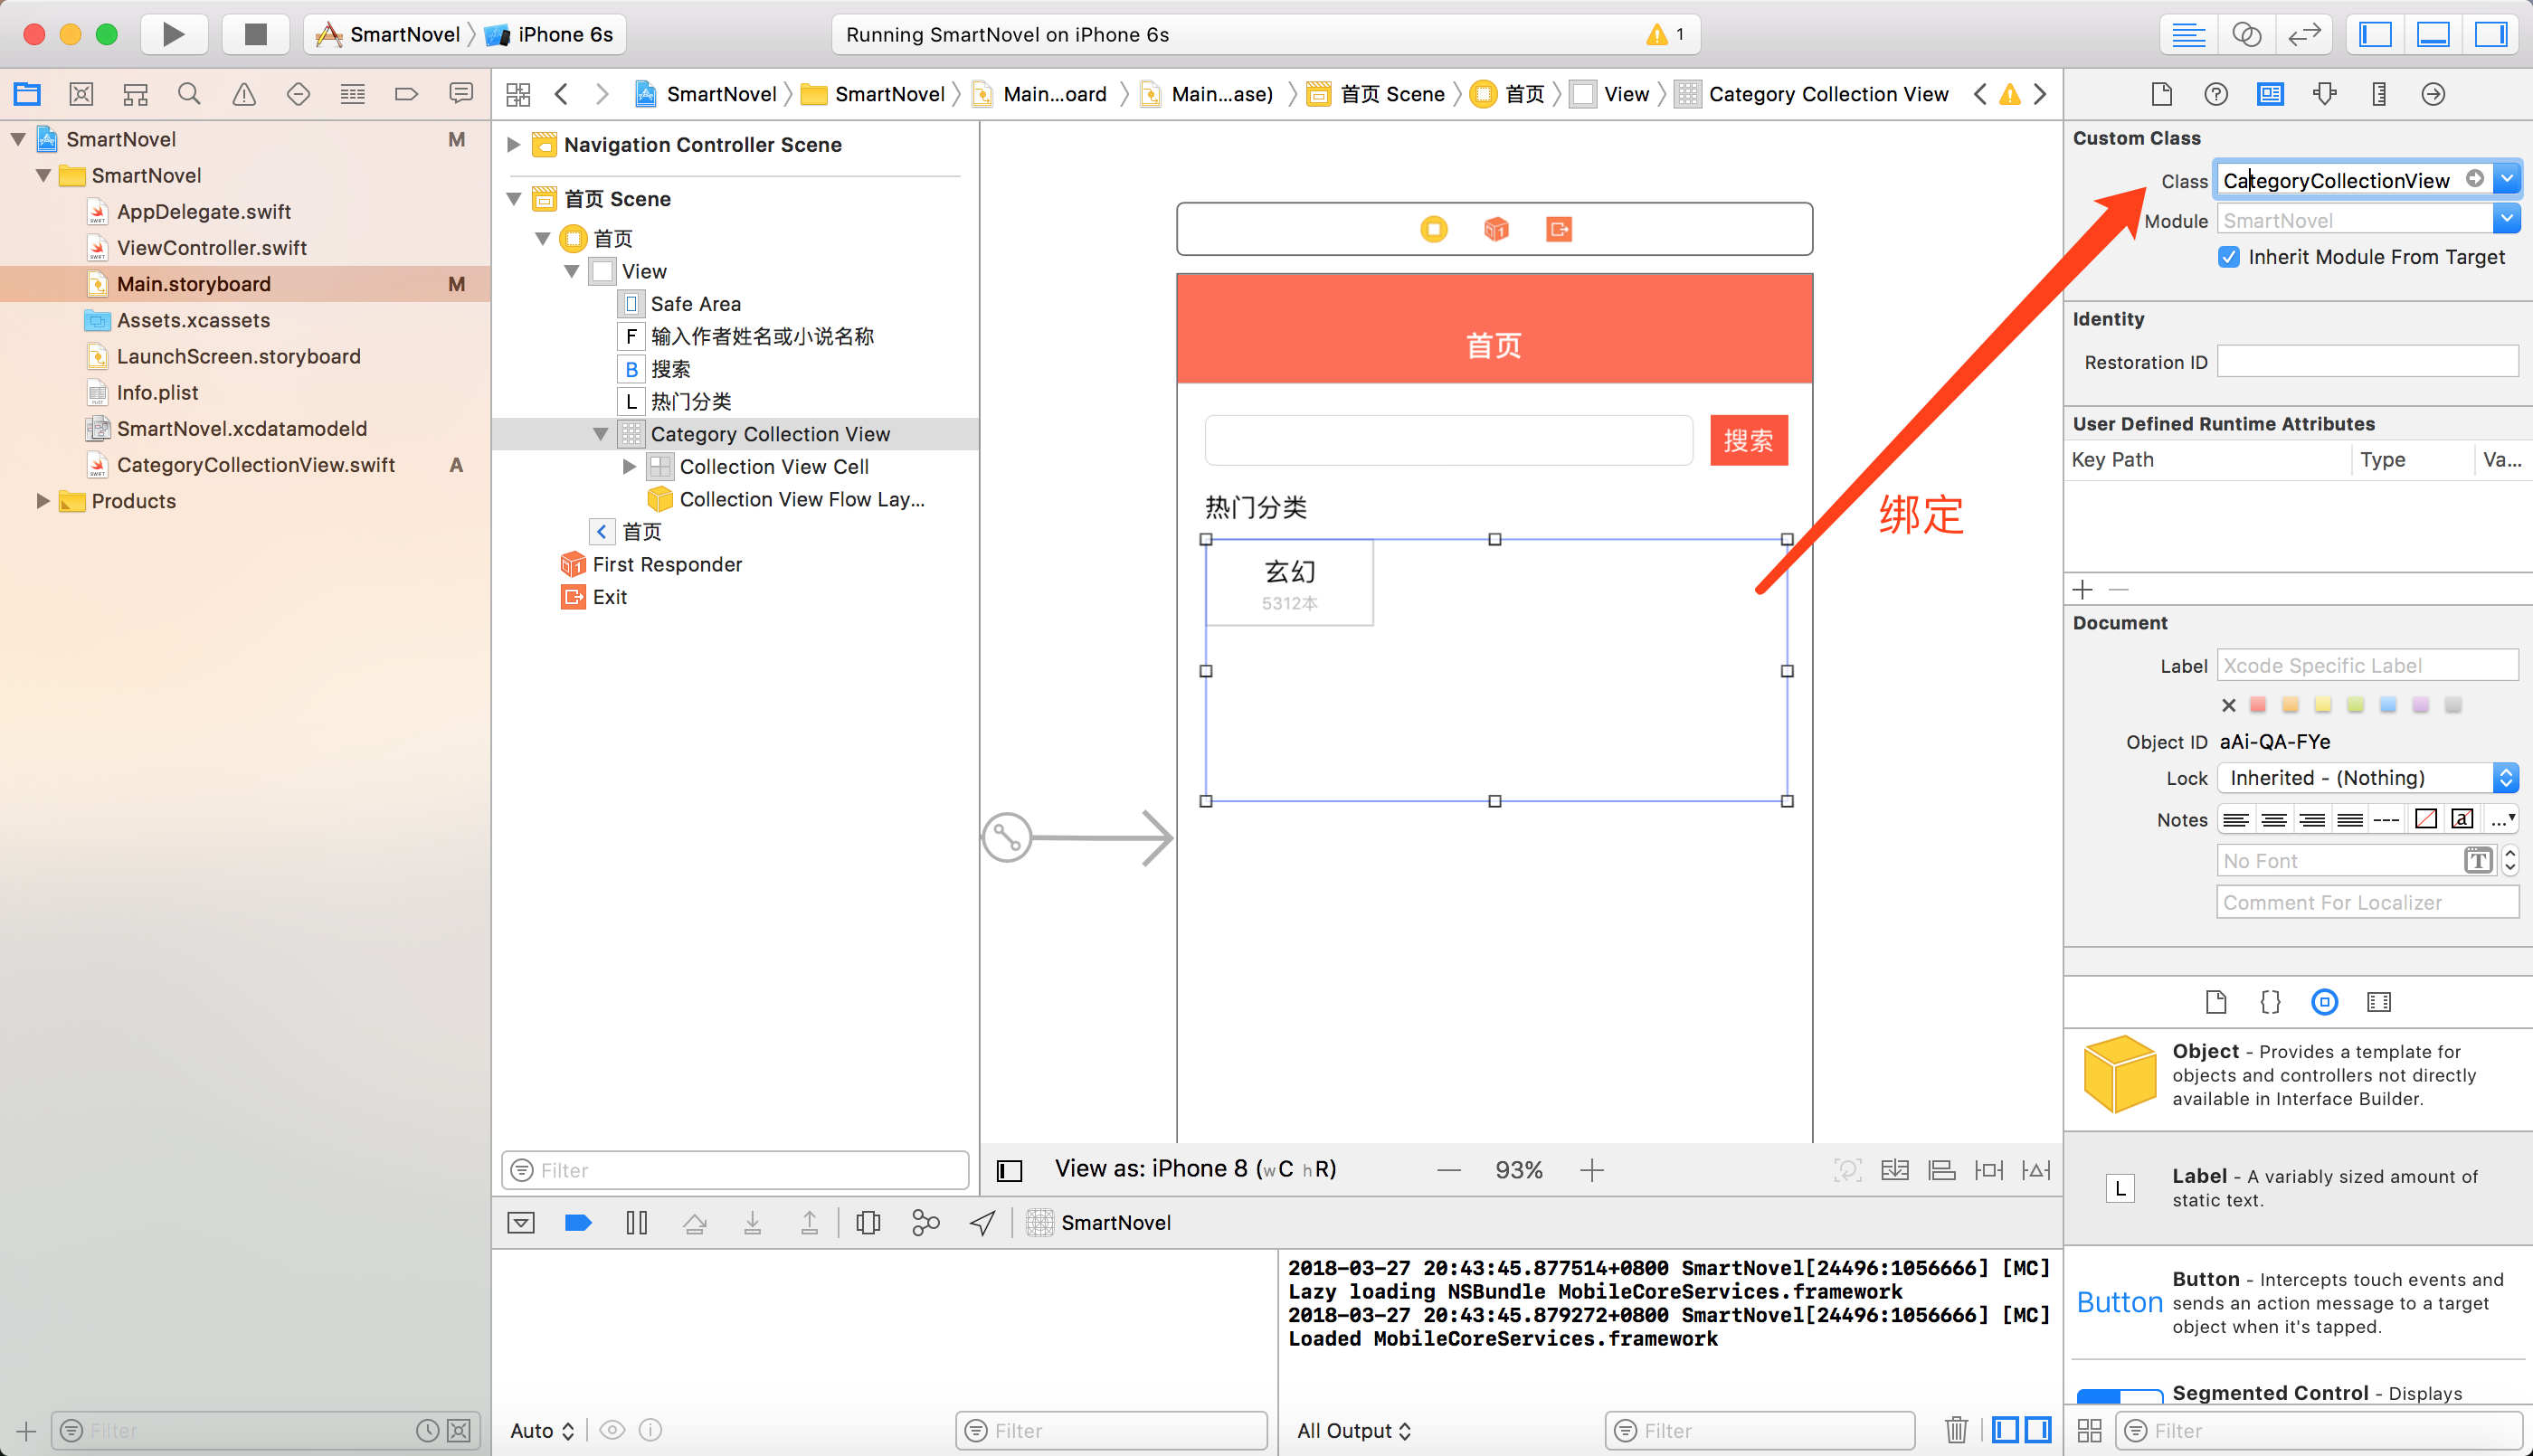 SmartNovel
iPhone 6s
Running SmartNovel on iPhone 6s
1
SmartNovel
SmartNovel
Main...oard
Main...ase)
首页 Scene
首页
View
Category Collection View
SmartNovel M
SmartNovel
AppDelegate.swift
ViewController.swift
Main.storyboard M
Assets.xcassets
LaunchScreen.storyboard
Info.plist
SmartNovel.xcdatamodeld
CategoryCollectionView.swift A
Products
Filter
Navigation Controller Scene
首页 Scene
首页
View
Safe Area
F 输入作者姓名或小说名称
B 搜索
L 热门分类
Category Collection View
Collection View Cell
Collection View Flow Lay...
首页
First Responder
Exit
Filter
首页
搜索
热门分类
玄幻
5312本
绑定
View as: iPhone 8 (wC hR)
93%
SmartNovel
2018-03-27 20:43:45.877514+0800 SmartNovel[24496:1056666] [MC]
Lazy loading NSBundle MobileCoreServices.framework
2018-03-27 20:43:45.879272+0800 SmartNovel[24496:1056666] [MC]
Loaded MobileCoreServices.framework
Auto
Filter
All Output
Filter
Custom Class
Class CategoryCollectionView
Module SmartNovel
Inherit Module From Target
Identity
Restoration ID
User Defined Runtime Attributes
Key Path Type Va...
Document
Label Xcode Specific Label
Object ID aAi-QA-FYe
Lock Inherited - (Nothing)
Notes
No Font
Comment For Localizer
Object - Provides a template for
objects and controllers not directly
available in Interface Builder.
L
Label - A variably sized amount of
static text.
Button
Button - Intercepts touch events and
sends an action message to a target
object when it's tapped.
Segmented Control - Displays
Filter